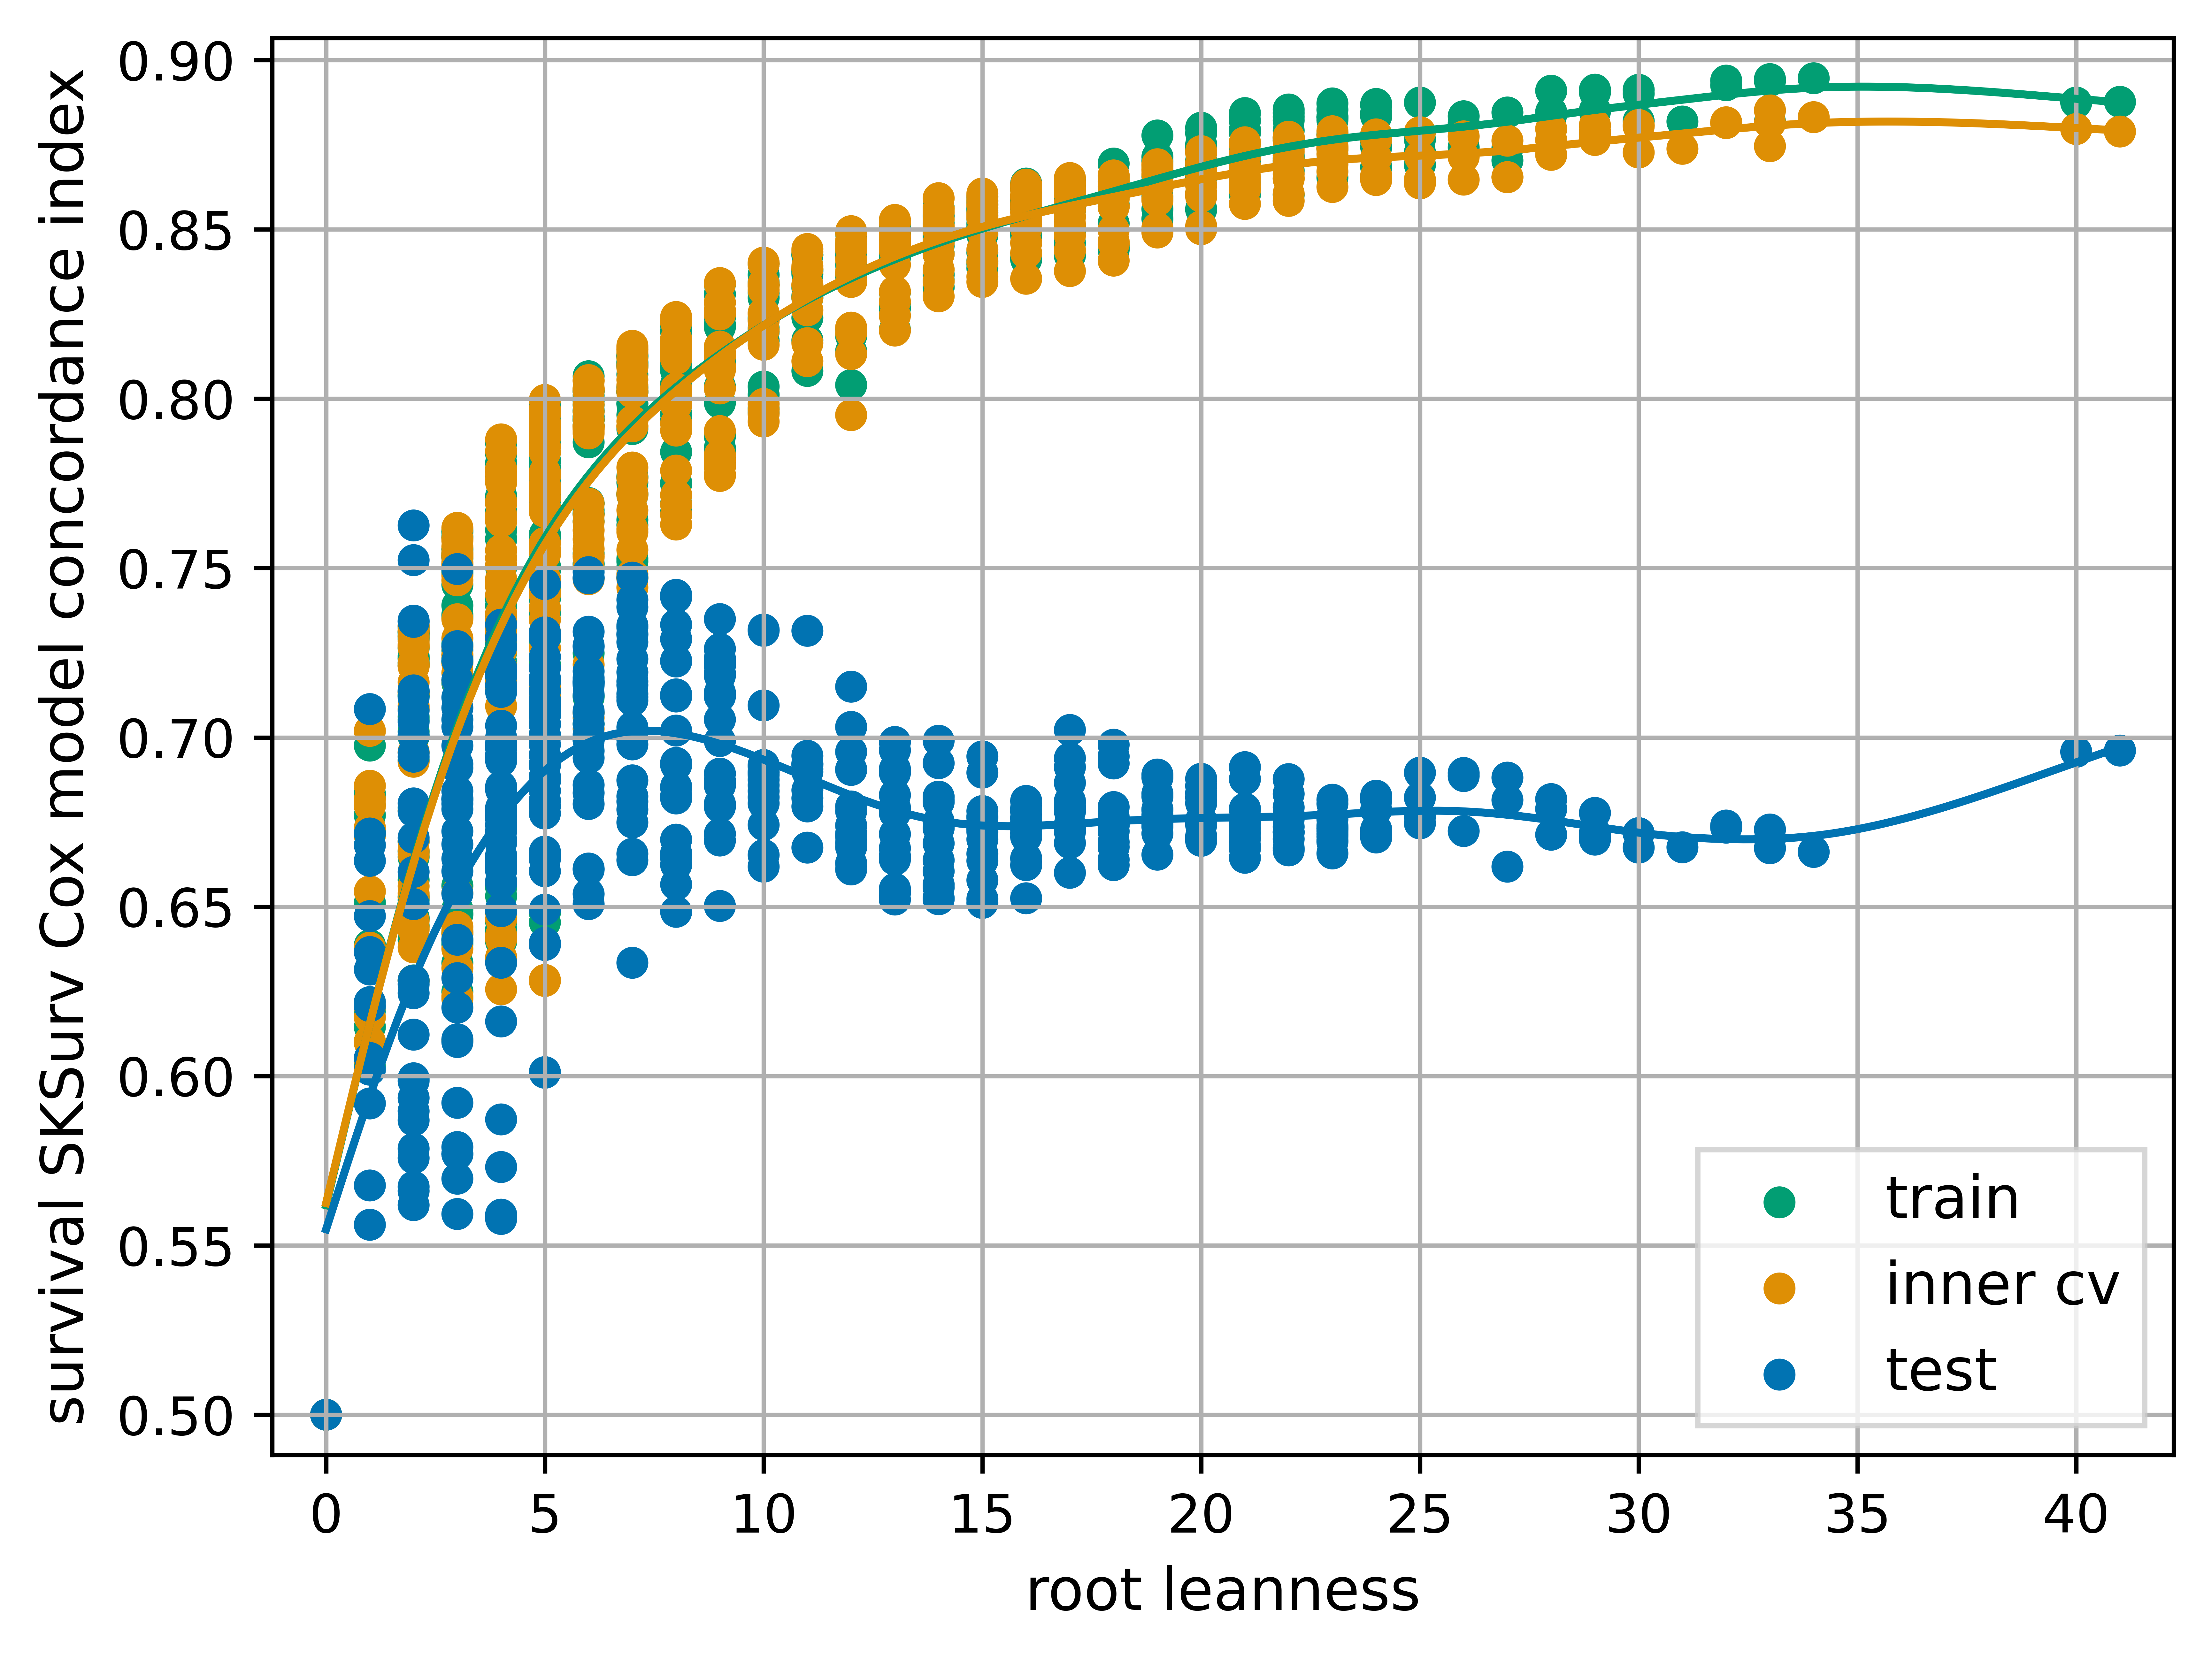 survival SKSurv Cox model concordance index
0.90
0.85
0.80
0.75
0.70
0.65
0.60
0.55
0.50
0 5 10 15 20 25 30 35 40
root leanness
train
inner cv
test